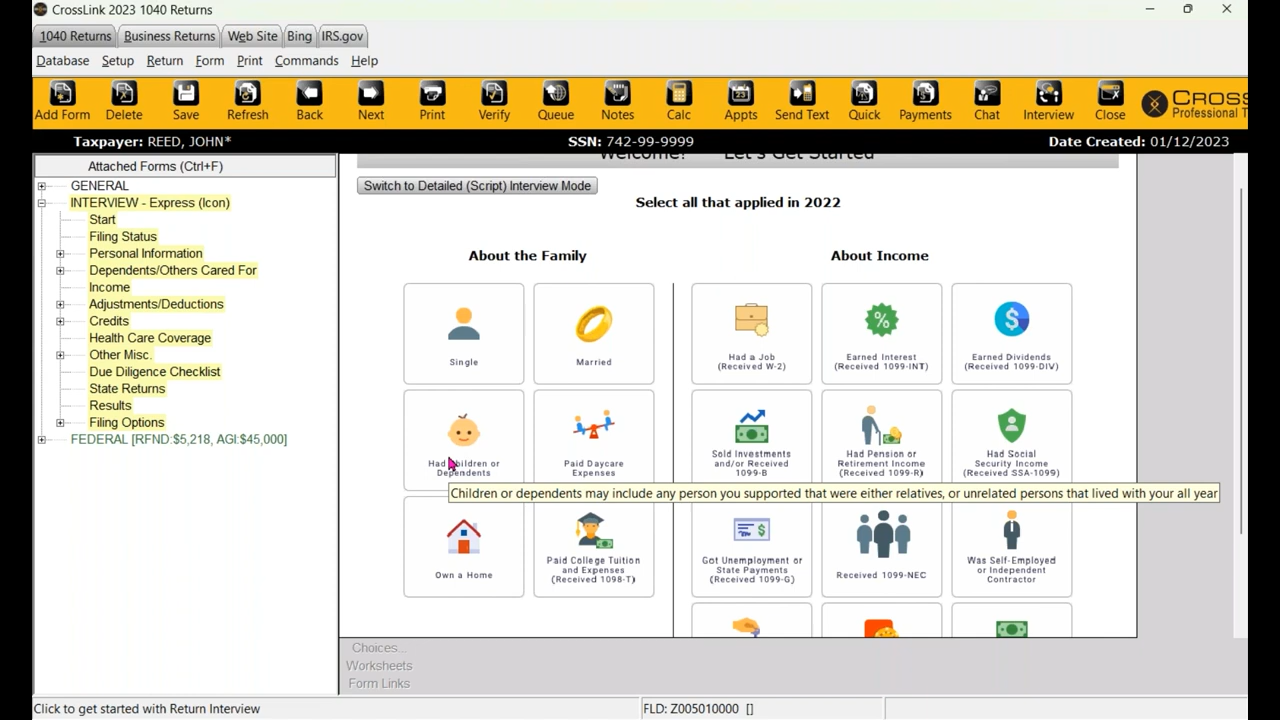 CrossLink 2023 1040 Returns
1040 Returns Business Returns Web Site Bing IRS.gov
Database Setup Return Form Print Commands Help
Add Form Delete Save Refresh Back Next Print Verify Queue Notes Calc Appts Send Text Quick Payments Chat Interview Close
CROSS
Professional T
Taxpayer: REED, JOHN* SSN: 742-99-9999 Date Created: 01/12/2023
Attached Forms (Ctrl+F)
GENERAL
INTERVIEW - Express (Icon)
Start
Filing Status
Personal Information
Dependents/Others Cared For
Income
Adjustments/Deductions
Credits
Health Care Coverage
Other Misc.
Due Diligence Checklist
State Returns
Results
Filing Options
FEDERAL [RFND:$5,218, AGI:$45,000]
Welcome! Let's Get Started
Switch to Detailed (Script) Interview Mode
Select all that applied in 2022
About the Family
Single
Married
Had Children or
Dependents
Paid Daycare
Expenses
Own a Home
Paid College Tuition
and Expenses
(Received 1098-T)
About Income
Had a Job
(Received W-2)
Earned Interest
(Received 1099-INT)
Earned Dividends
(Received 1099-DIV)
Sold Investments
and/or Received
1099-B
Had Pension or
Retirement Income
(Received 1099-R)
Had Social
Security Income
(Received SSA-1099)
Children or dependents may include any person you supported that were either relatives, or unrelated persons that lived with your all year
Got Unemployment or
State Payments
(Received 1099-G)
Received 1099-NEC
Was Self-Employed
or Independent
Contractor
Choices...
Worksheets
Form Links
Click to get started with Return Interview
FLD: Z005010000 []